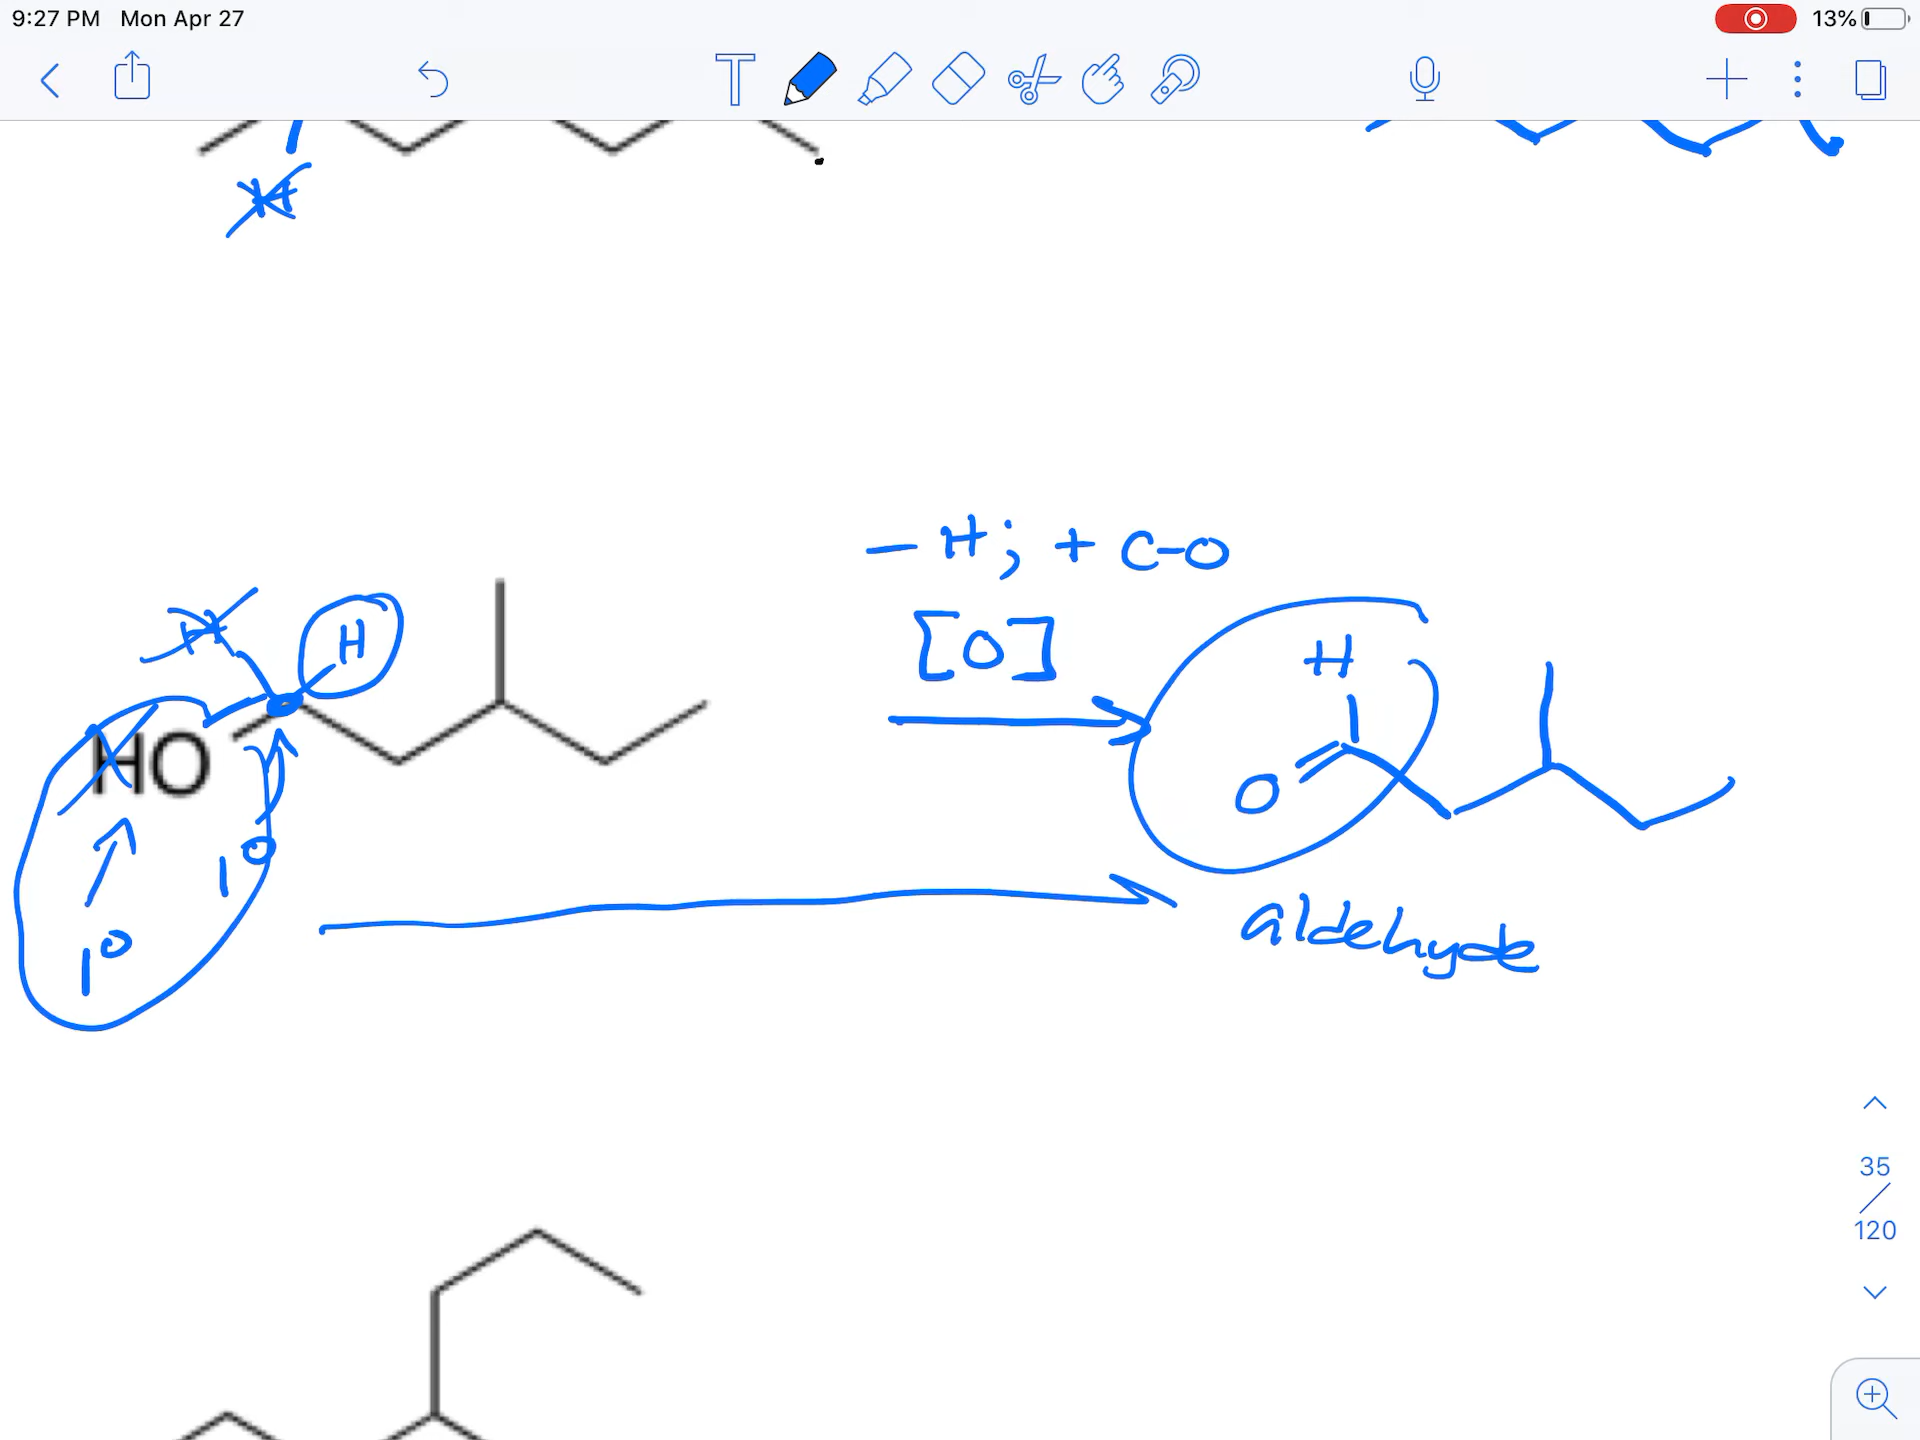 9:27 PM Mon Apr 27
13%
T
H
– H; + C–O
[O]
H
H
H
HO
O
1°
1°
aldehyde
35
/
120